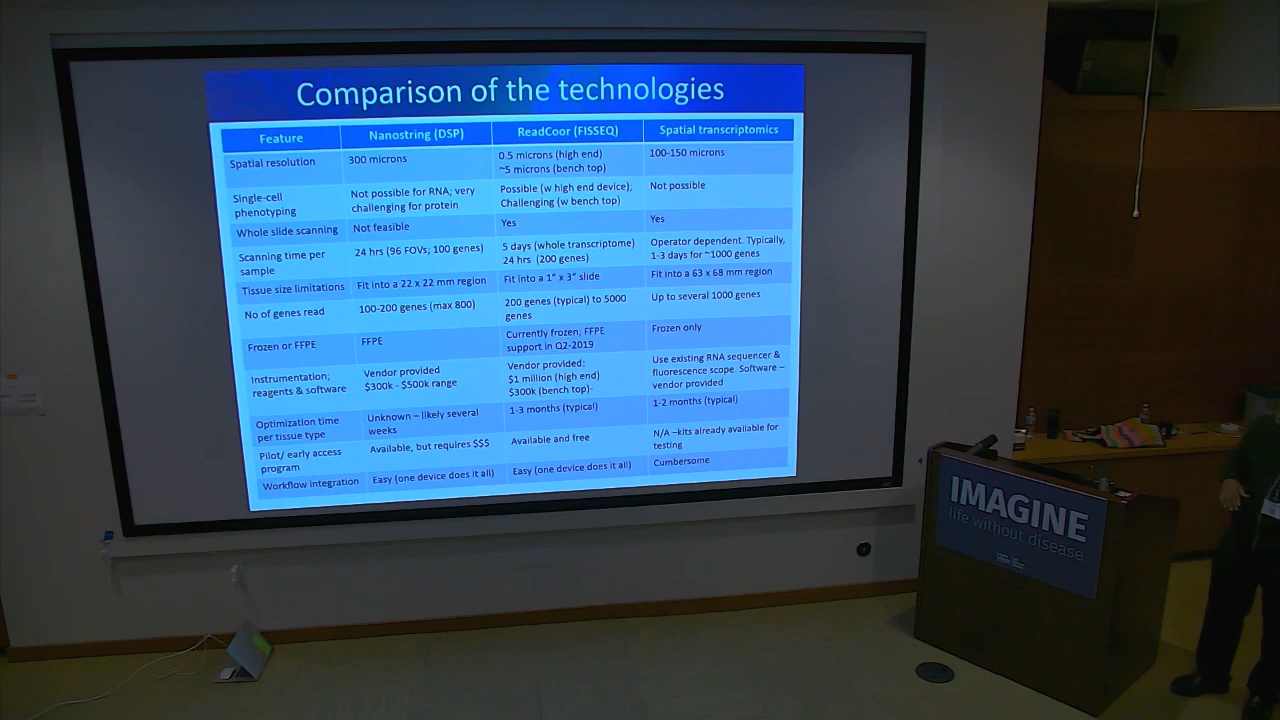 Comparison of the technologies
Feature
Nanostring (DSP)
ReadCoor (FISSEQ)
Spatial transcriptomics
Spatial resolution
300 microns
0.5 microns (high end)
~5 microns (bench top)
100-150 microns
Single-cell
phenotyping
Not possible for RNA; very
challenging for protein
Possible (w high end device);
Challenging (w bench top)
Not possible
Whole slide scanning
Not feasible
Yes
Yes
Scanning time per
sample
24 hrs (96 FOVs; 100 genes)
5 days (whole transcriptome)
24 hrs (200 genes)
Operator dependent. Typically,
1-3 days for ~1000 genes
Tissue size limitations
Fit into a 22 x 22 mm region
Fit into a 1” x 3” slide
Fit into a 63 x 68 mm region
No of genes read
100-200 genes (max 800)
200 genes (typical) to 5000
genes
Up to several 1000 genes
Frozen or FFPE
FFPE
Currently frozen; FFPE
support in Q2-2019
Frozen only
Instrumentation;
reagents & software
Vendor provided
$300k - $500k range
Vendor provided:
$1 million (high end)
$300k (bench top)-
Use existing RNA sequencer &
fluorescence scope. Software –
vendor provided
Optimization time
per tissue type
Unknown – likely several
weeks
1-3 months (typical)
1-2 months (typical)
Pilot/ early access
program
Available, but requires $$$
Available and free
N/A –kits already available for
testing
Workflow integration
Easy (one device does it all)
Easy (one device does it all)
Cumbersome
IMAGINE
life without disease.